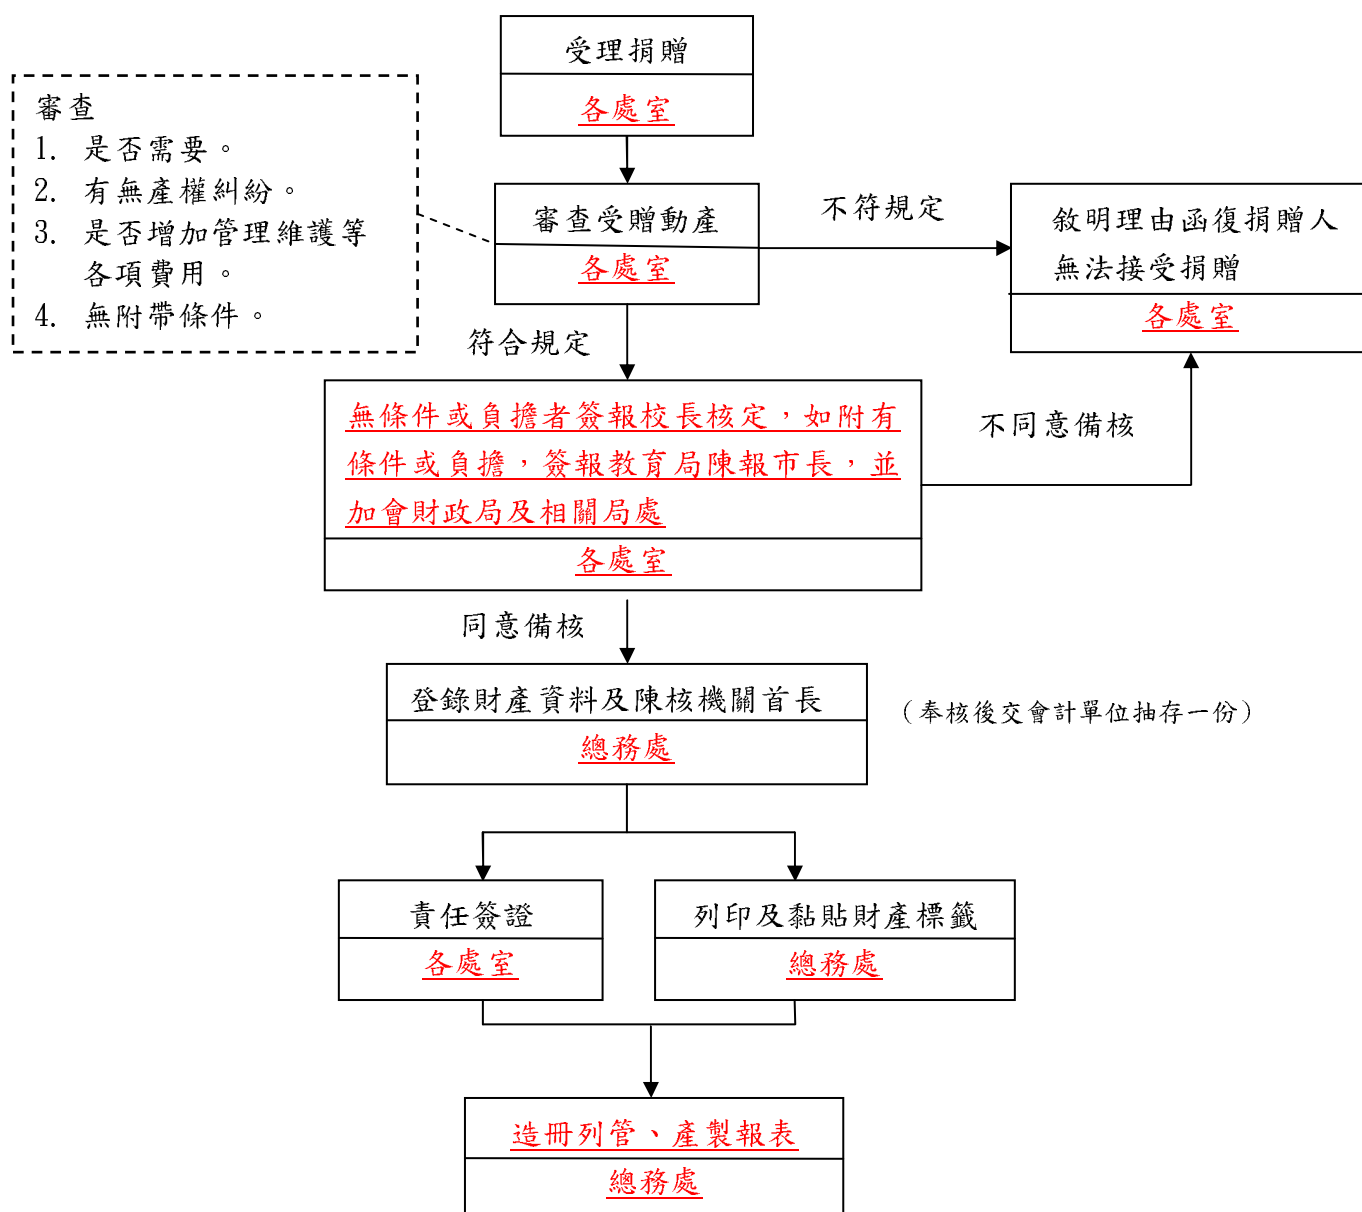 受理捐贈
各處室
審查
1. 是否需要。
2. 有無產權糾紛。
3. 是否增加管理維護等
各項費用。
4. 無附帶條件。
審查受贈動產
各處室
不符規定
敘明理由函復捐贈人
無法接受捐贈
各處室
符合規定
無條件或負擔者簽報校長核定，如附有
條件或負擔，簽報教育局陳報市長，並
加會財政局及相關局處
各處室
不同意備核
同意備核
登錄財產資料及陳核機關首長
總務處
（奉核後交會計單位抽存一份）
責任簽證
各處室
列印及黏貼財產標籤
總務處
造冊列管、產製報表
總務處